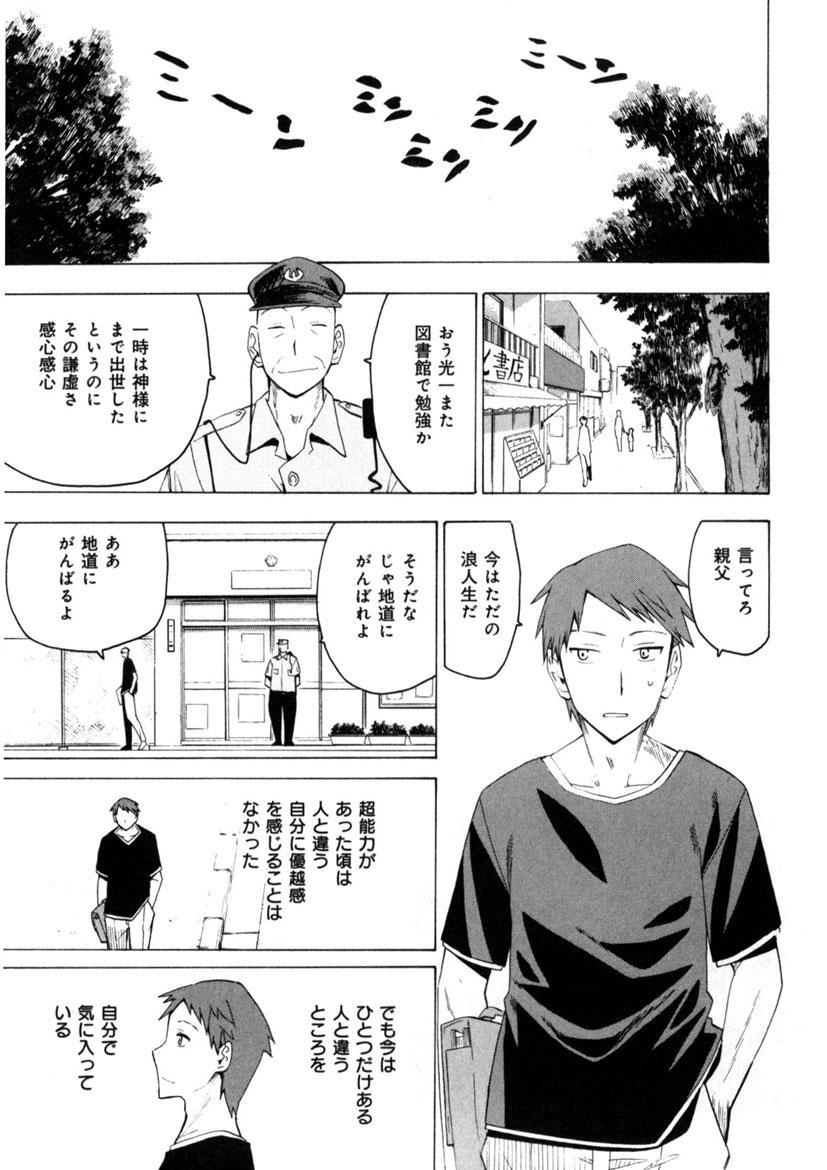 ミーン
ミン
ミン
ミリ
ミーン
書店
おう光一また
図書館で勉強か
一時は神様に
まで出世した
というのに
その謙虚さ
感心感心
言ってろ
親父
今はただの
浪人生だ
そうだな
じゃ地道に
がんばれよ
ああ
地道に
がんばるよ
超能力が
あった頃は
人と違う
自分に優越感
を感じることは
なかった
でも今は
ひとつだけある
人と違う
ところを
自分で
気に入って
いる